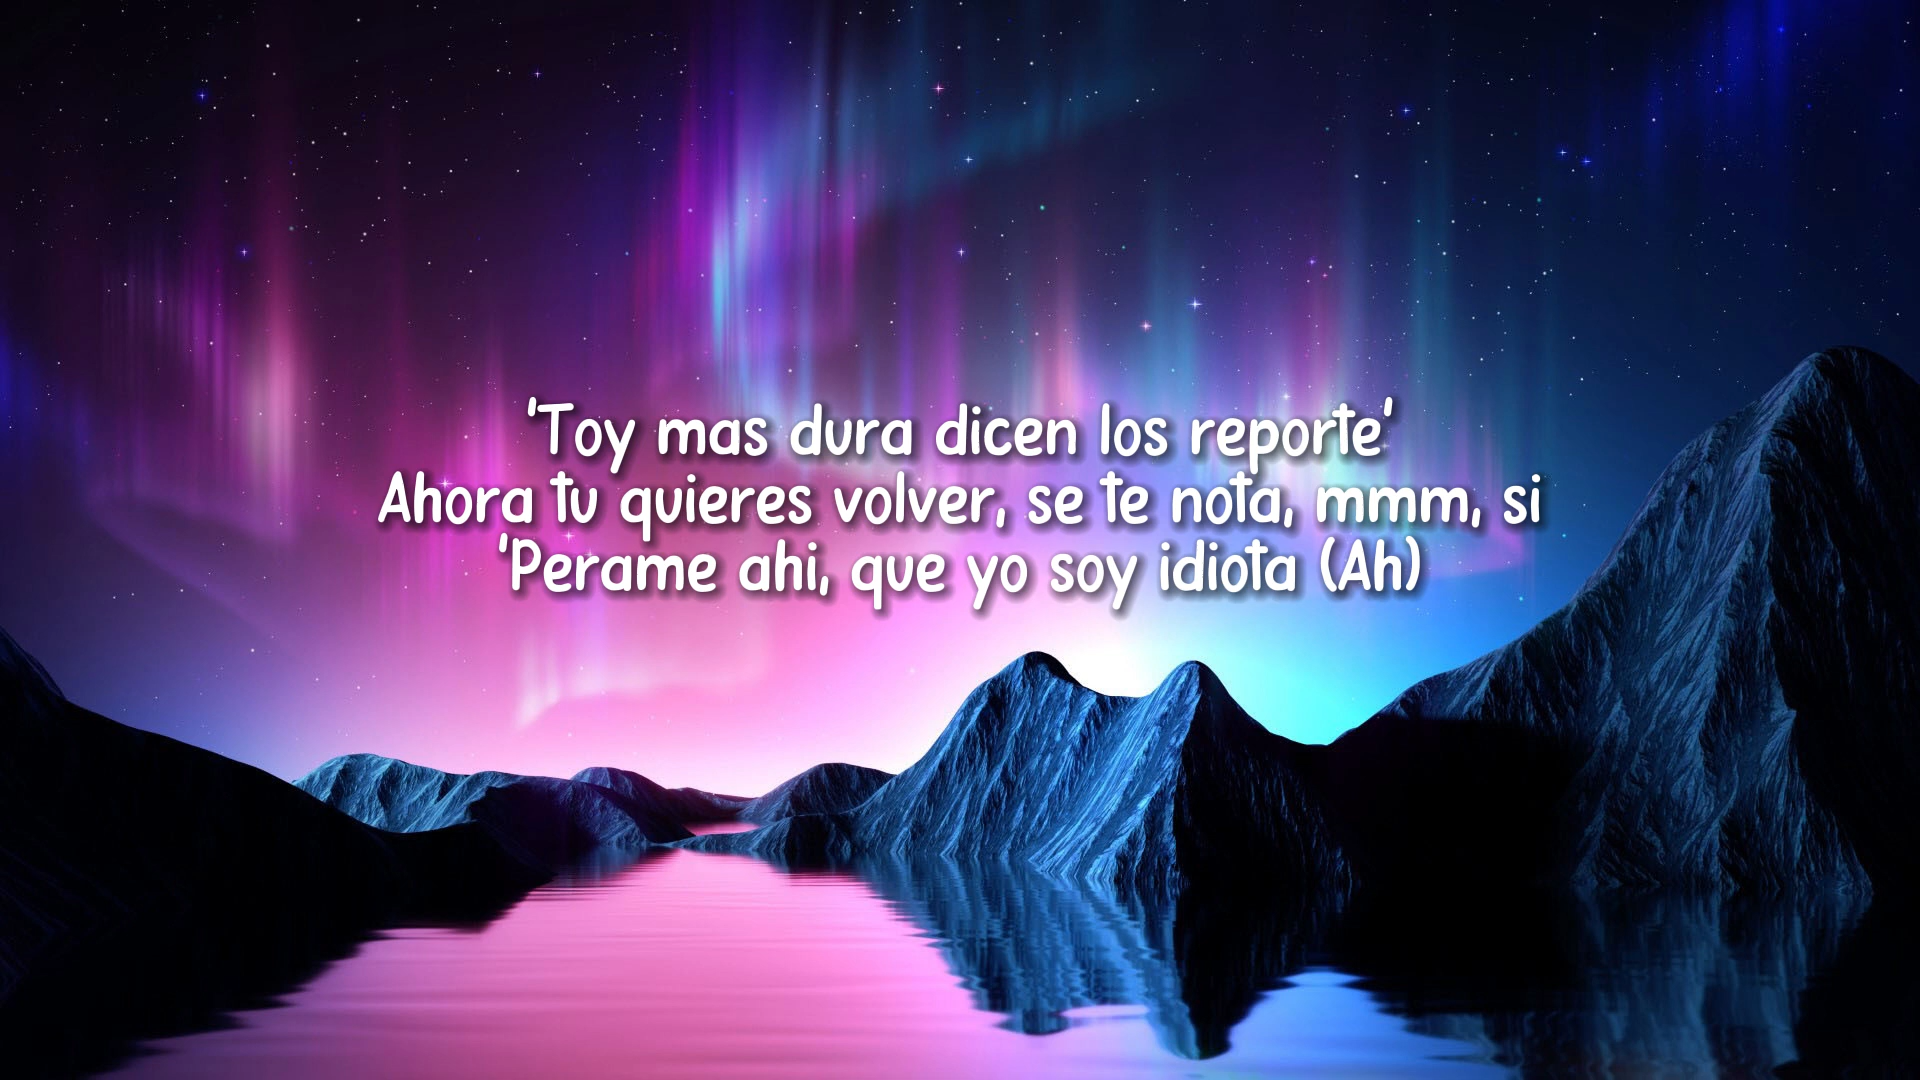 'Toy mas dura dicen los reporte'
Ahora tu quieres volver, se te nota, mmm, si
'Perame ahi, que yo soy idiota (Ah)